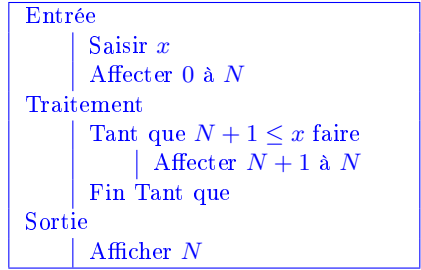 Entrée
Saisir x
Affecter 0 à N
Traitement
Tant que N + 1 ≤ x faire
Affecter N + 1 à N
Fin Tant que
Sortie
Afficher N